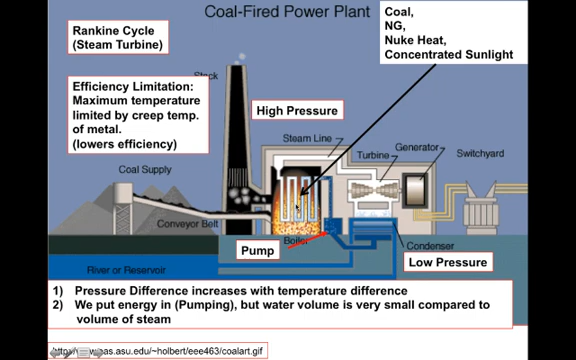 Coal-Fired Power Plant
Coal,
NG,
Nuke Heat,
Concentrated Sunlight
Rankine Cycle
(Steam Turbine)
Stack
Efficiency Limitation:
Maximum temperature
limited by creep temp.
of metal.
(lowers efficiency)
High Pressure
Steam Line
Turbine
Generator
Switchyard
Coal Supply
Conveyor Belt
Boiler
Pump
Condenser
Low Pressure
River or Reservoir
1) Pressure Difference increases with temperature difference
2) We put energy in (Pumping), but water volume is very small compared to
volume of steam
.eas.asu.edu/~holbert/eee463/coalart.gif